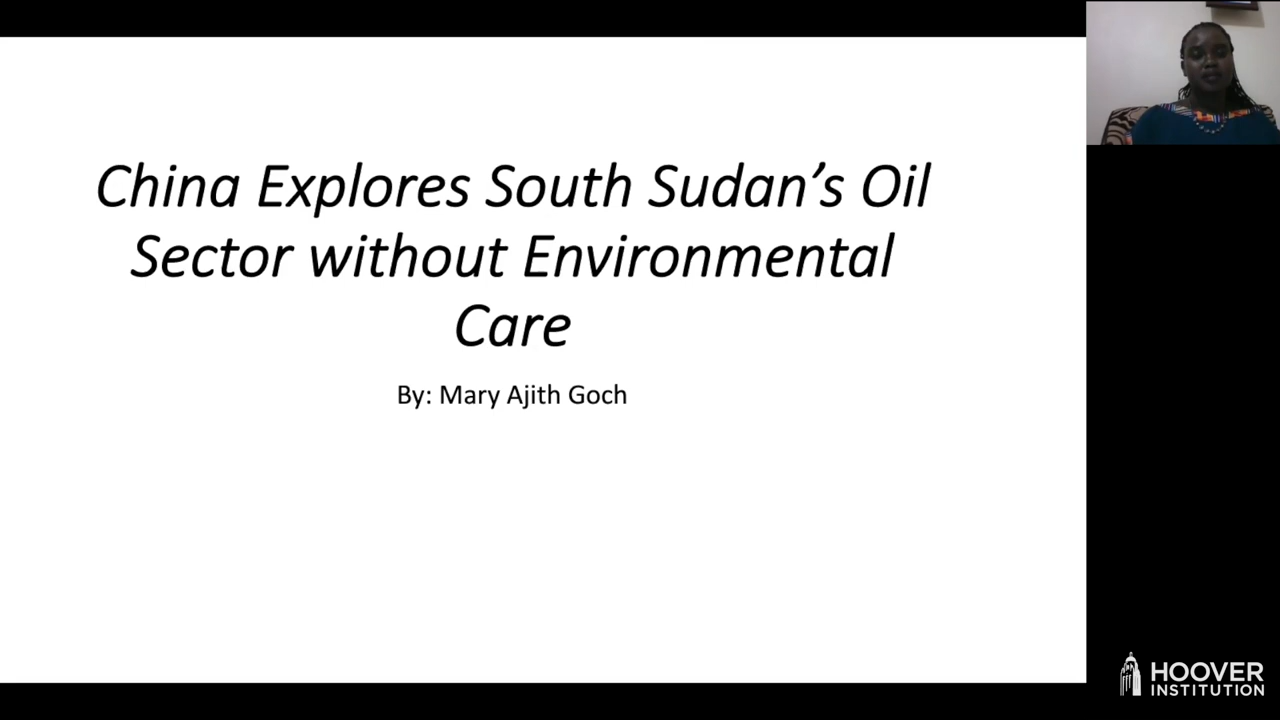 China Explores South Sudan’s Oil
Sector without Environmental
Care
By: Mary Ajith Goch
HOOVER
INSTITUTION